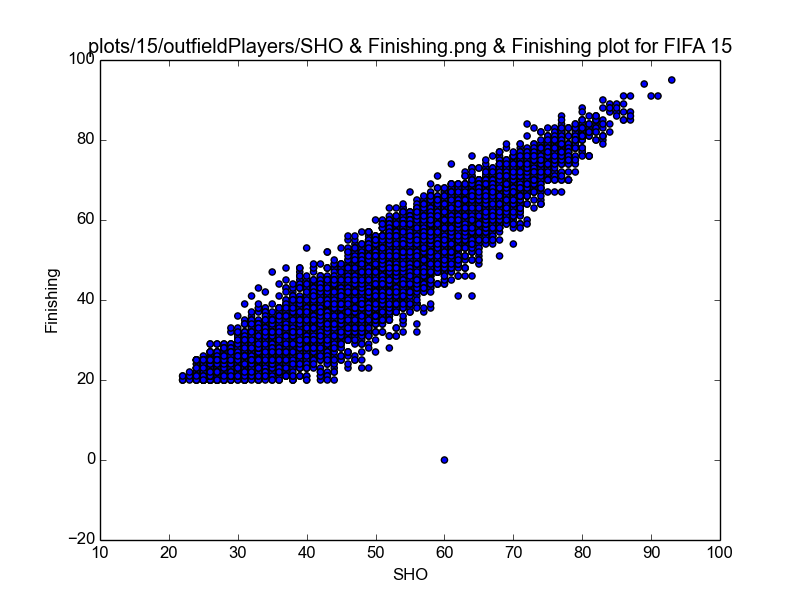 plots/15/outfieldPlayers/SHO & Finishing.png & Finishing plot for FIFA 15
100
80
60
40
20
0
−20
Finishing
10 20 30 40 50 60 70 80 90 100
SHO